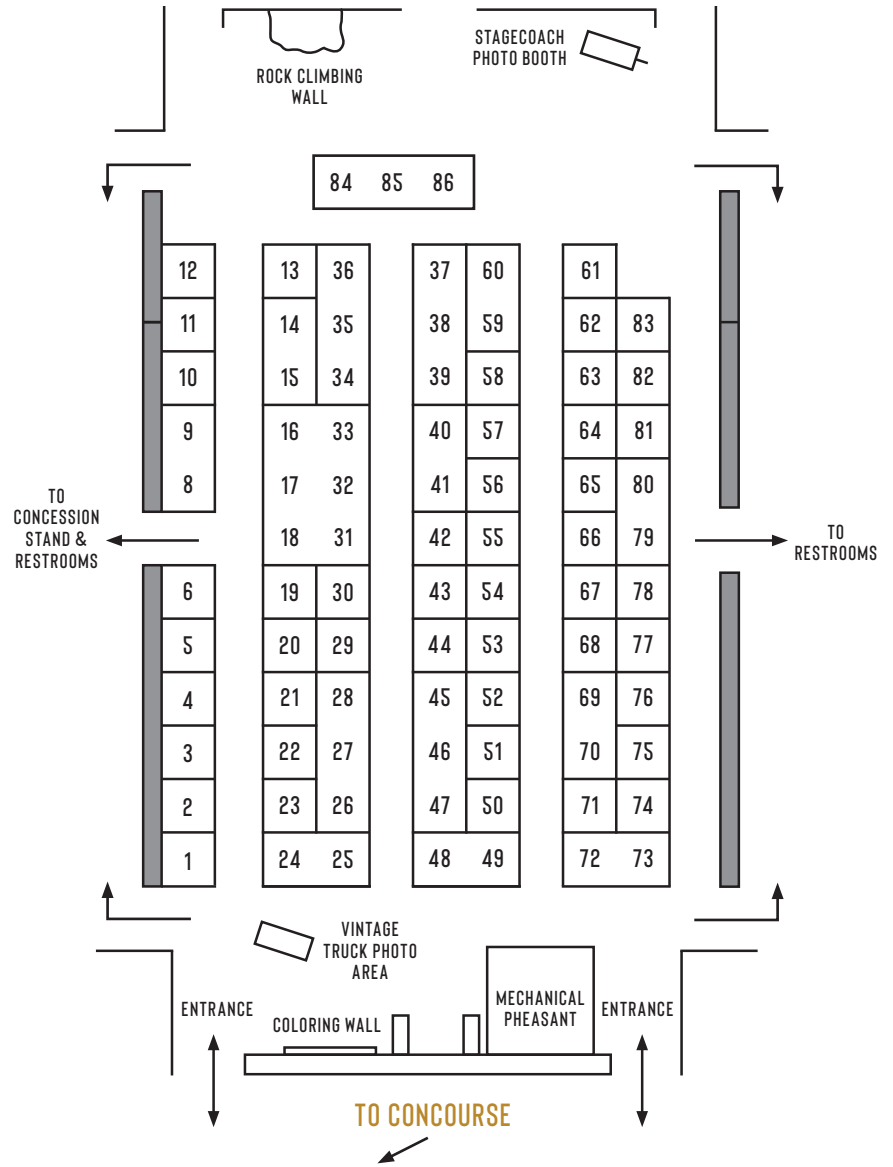 STAGECOACH
PHOTO BOOTH
ROCK CLIMBING
WALL
84 85 86
12 13 36 37 60 61
11 14 35 38 59 62 83
10 15 34 39 58 63 82
9 16 33 40 57 64 81
8 17 32 41 56 65 80
TO
CONCESSION
STAND &
RESTROOMS
18 31 42 55 66 79
TO
RESTROOMS
6 19 30 43 54 67 78
5 20 29 44 53 68 77
4 21 28 45 52 69 76
3 22 27 46 51 70 75
2 23 26 47 50 71 74
1 24 25 48 49 72 73
VINTAGE
TRUCK PHOTO
AREA
ENTRANCE
COLORING WALL
MECHANICAL
PHEASANT
ENTRANCE
TO CONCOURSE